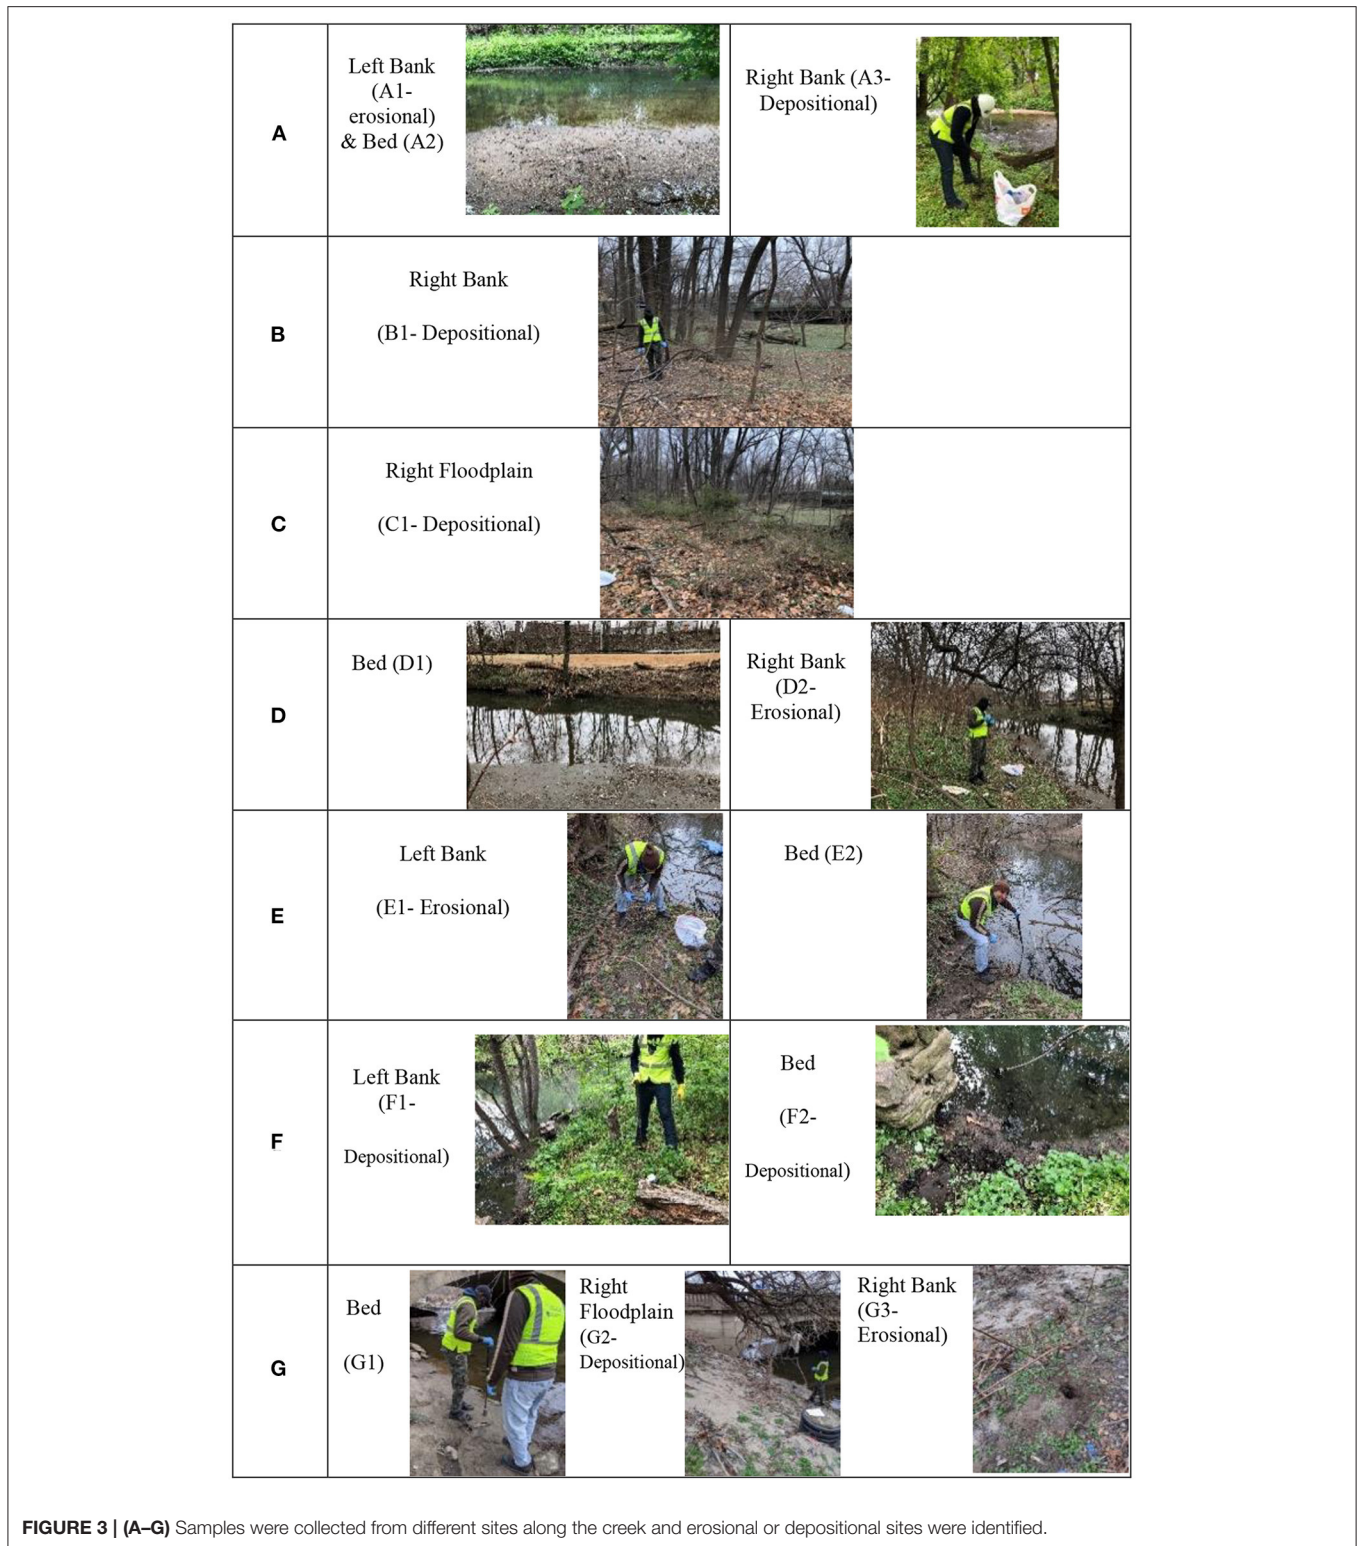 A
Left Bank
(A1-
erosional)
& Bed (A2)
Right Bank (A3-
Depositional)
B
Right Bank
(B1- Depositional)
C
Right Floodplain
(C1- Depositional)
D
Bed (D1)
Right Bank
(D2-
Erosional)
E
Left Bank
(E1- Erosional)
Bed (E2)
F
Left Bank
(F1-
Depositional)
Bed
(F2-
Depositional)
G
Bed
(G1)
Right
Floodplain
(G2-
Depositional)
Right Bank
(G3-
Erosional)
FIGURE 3 | (A–G) Samples were collected from different sites along the creek and erosional or depositional sites were identified.